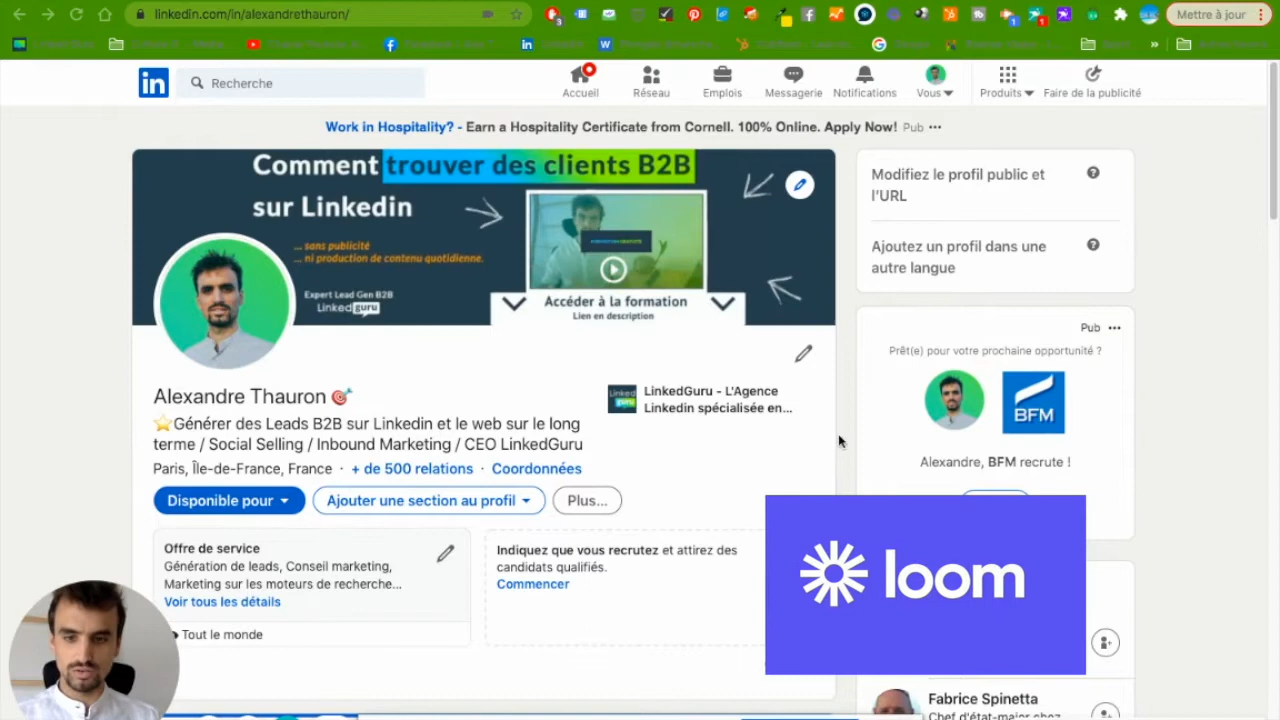 linkedin.com/in/alexandrethauron/
Mettre à jour
Recherche
Accueil
Réseau
Emplois
Messagerie
Notifications
Vous
Produits
Faire de la publicité
Work in Hospitality? - Earn a Hospitality Certificate from Cornell. 100% Online. Apply Now! Pub
Comment trouver des clients B2B
sur Linkedin
... sans publicité
... ni production de contenu quotidienne.
Expert Lead Gen B2B
Linkedguru
Accéder à la formation
Lien en description
Alexandre Thauron
LinkedGuru - L'Agence
Linkedin spécialisée en...
Générer des Leads B2B sur Linkedin et le web sur le long
terme / Social Selling / Inbound Marketing / CEO LinkedGuru
Paris, Île-de-France, France · + de 500 relations · Coordonnées
Disponible pour
Ajouter une section au profil
Plus...
Offre de service
Génération de leads, Conseil marketing,
Marketing sur les moteurs de recherche...
Voir tous les détails
Tout le monde
Indiquez que vous recrutez et attirez des
candidats qualifiés.
Commencer
Modifiez le profil public et
l'URL
Ajoutez un profil dans une
autre langue
Pub
Prêt(e) pour votre prochaine opportunité ?
BFM
Alexandre, BFM recrute !
loom
Fabrice Spinetta
Chef d'état-major chez